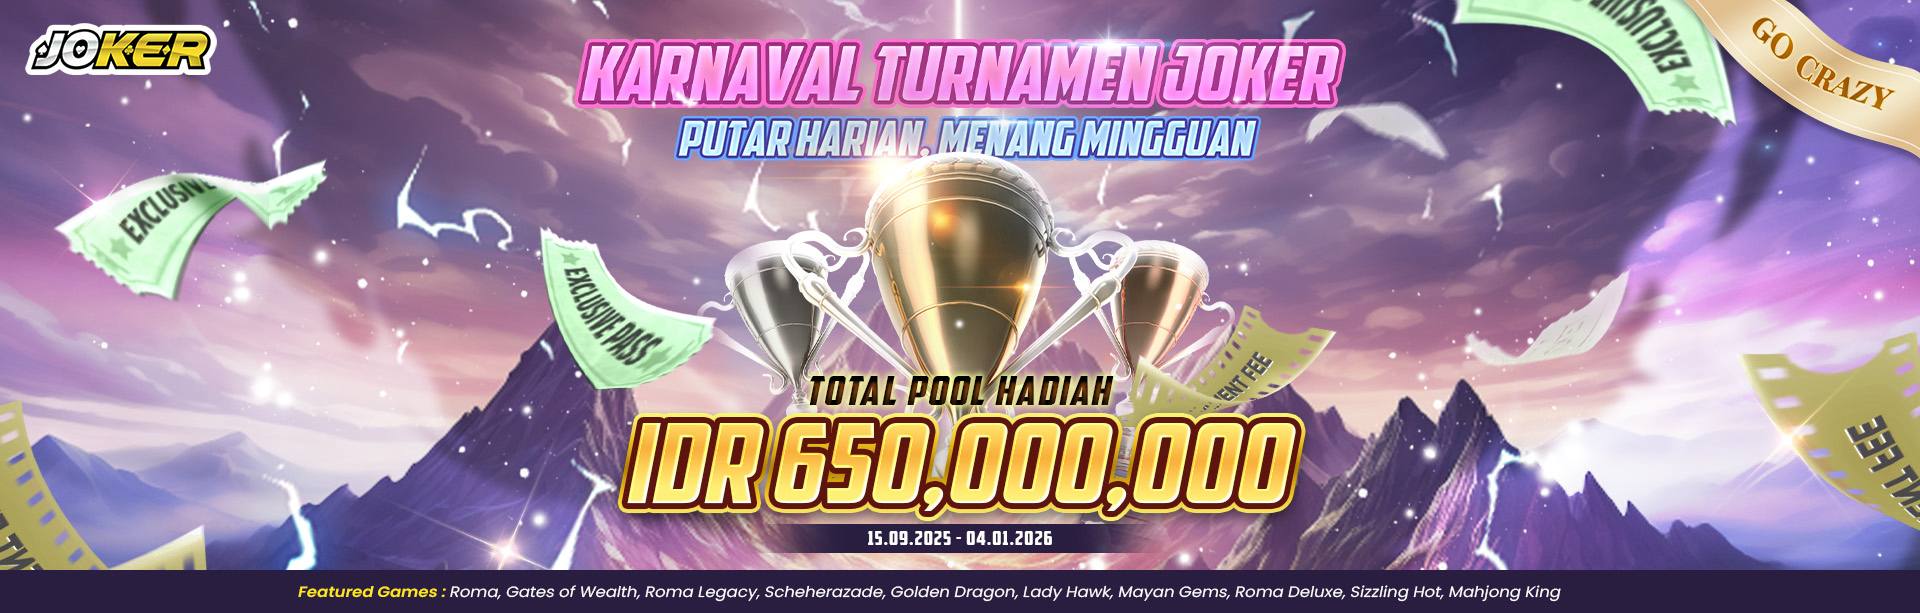 JOKER
GO CRAZY
EXCLUSIVE
KARNAVAL TURNAMEN JOKER
PUTAR HARIAN, MENANG MINGGUAN
EXCLUSIVE
EXCLUSIVE PASS
FEE
TOTAL POOL HADIAH
FEE
IDR 650,000,000
15.09.2025 - 04.01.2026
Featured Games : Roma, Gates of Wealth, Roma Legacy, Scheherazade, Golden Dragon, Lady Hawk, Mayan Gems, Roma Deluxe, Sizzling Hot, Mahjong King